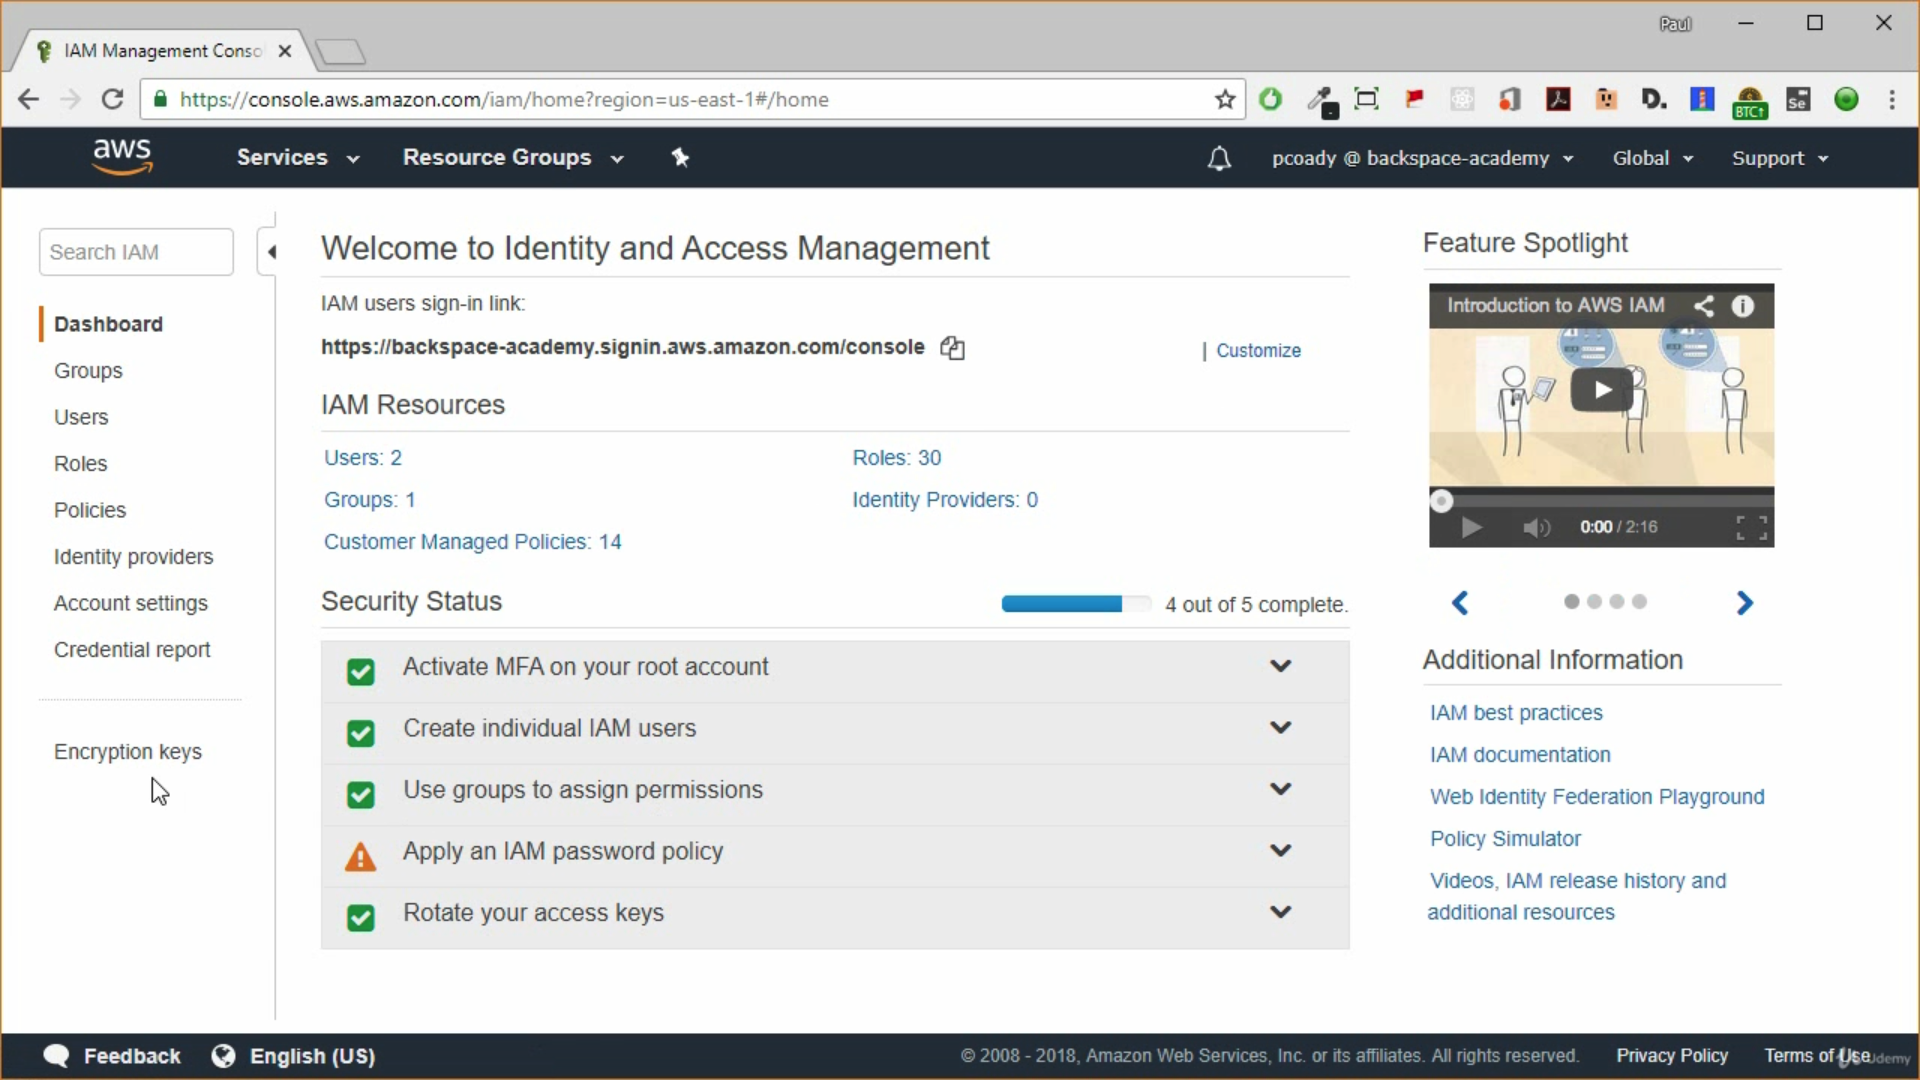 Paul
IAM Management Conso
https://console.aws.amazon.com/iam/home?region=us-east-1#/home
D.
BTC↑
Se
aws
Services
Resource Groups
pcoady @ backspace-academy
Global
Support
Search IAM
Dashboard
Groups
Users
Roles
Policies
Identity providers
Account settings
Credential report
Encryption keys
Welcome to Identity and Access Management
IAM users sign-in link:
https://backspace-academy.signin.aws.amazon.com/console
| Customize
IAM Resources
Users: 2
Roles: 30
Groups: 1
Identity Providers: 0
Customer Managed Policies: 14
Security Status
4 out of 5 complete.
Activate MFA on your root account
Create individual IAM users
Use groups to assign permissions
Apply an IAM password policy
Rotate your access keys
Feature Spotlight
Introduction to AWS IAM
0:00 / 2:16
Additional Information
IAM best practices
IAM documentation
Web Identity Federation Playground
Policy Simulator
Videos, IAM release history and
additional resources
Feedback
English (US)
© 2008 - 2018, Amazon Web Services, Inc. or its affiliates. All rights reserved.
Privacy Policy
Terms of Use
Udemy